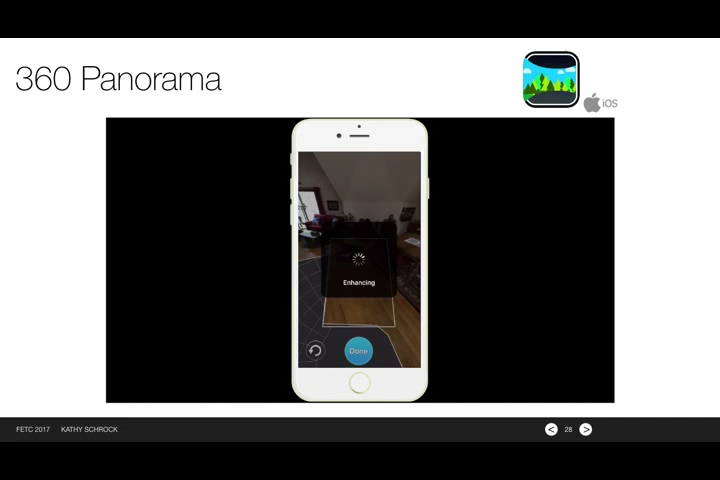 360 Panorama
iOS
Enhancing
Done
FETC 2017 KATHY SCHROCK
< 28 >